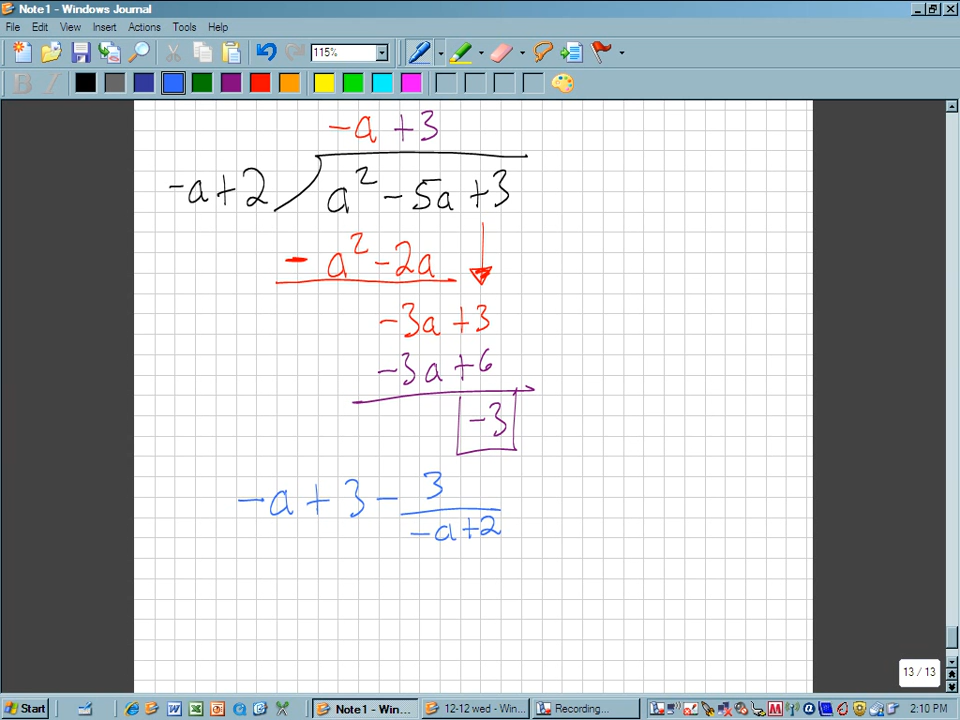 Note1 - Windows Journal
File Edit View Insert Actions Tools Help
115%
B I
-a +3
-a+2 a² -5a +3
- a² -2a
-3a +3
-3a +6
-3
-a + 3 - 3
-a+2
13 / 13
Start Note1 - Win... 12-12 wed - Win... Recording... 2:10 PM